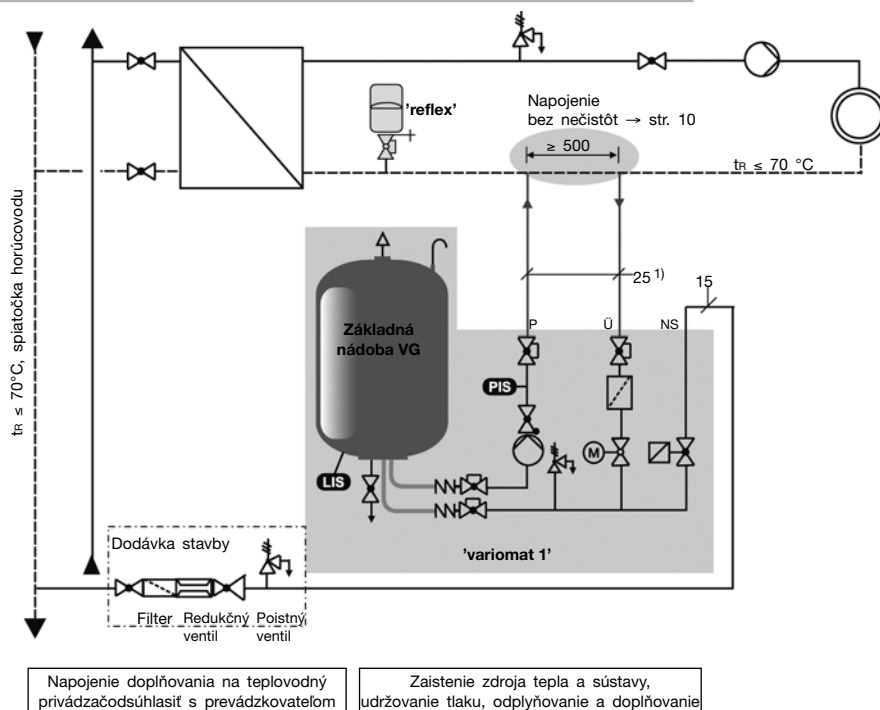 'reflex'
Napojenie
bez nečistôt → str. 10
≥ 500
tR ≤ 70 °C
tR ≤ 70°C, spiatočka horúcovodu
25 1)
15
P
Ü
NS
Základná
nádoba VG
PIS
M
LIS
'variomat 1'
Dodávka stavby
Filter
Redukčný
ventil
Poistný
ventil
Napojenie doplňovania na teplovodný
privádzačodsúhlasiť s prevádzkovateľom
Zaistenie zdroja tepla a sústavy,
udržovanie tlaku, odplyňovanie a doplňovanie